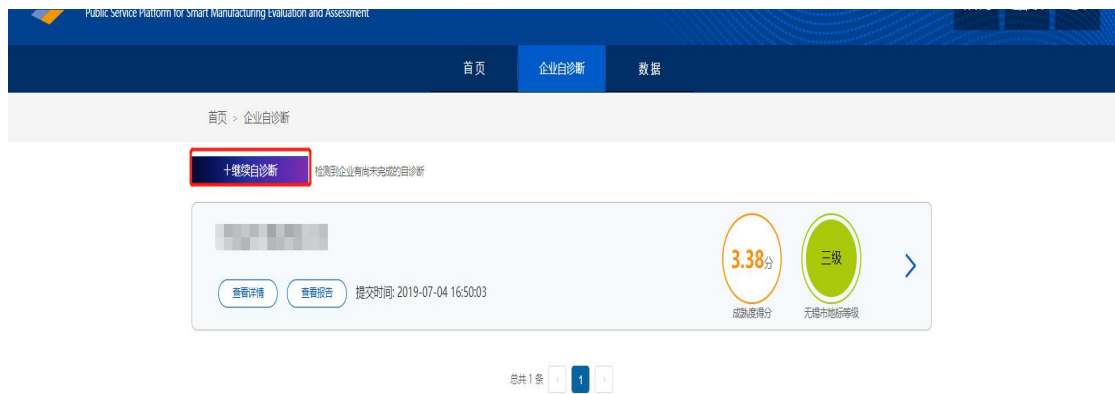 Public Service Platform for Smart Manufacturing Evaluation and Assessment
首页 企业自诊断 数据
首页 > 企业自诊断
+继续自诊断 检测到企业有尚未完成的自诊断
3.38分 三级
查看详情 查看报告 提交时间: 2019-07-04 16:50:03
成熟度得分 无锡市地标等级
总共 1 条 < 1 >